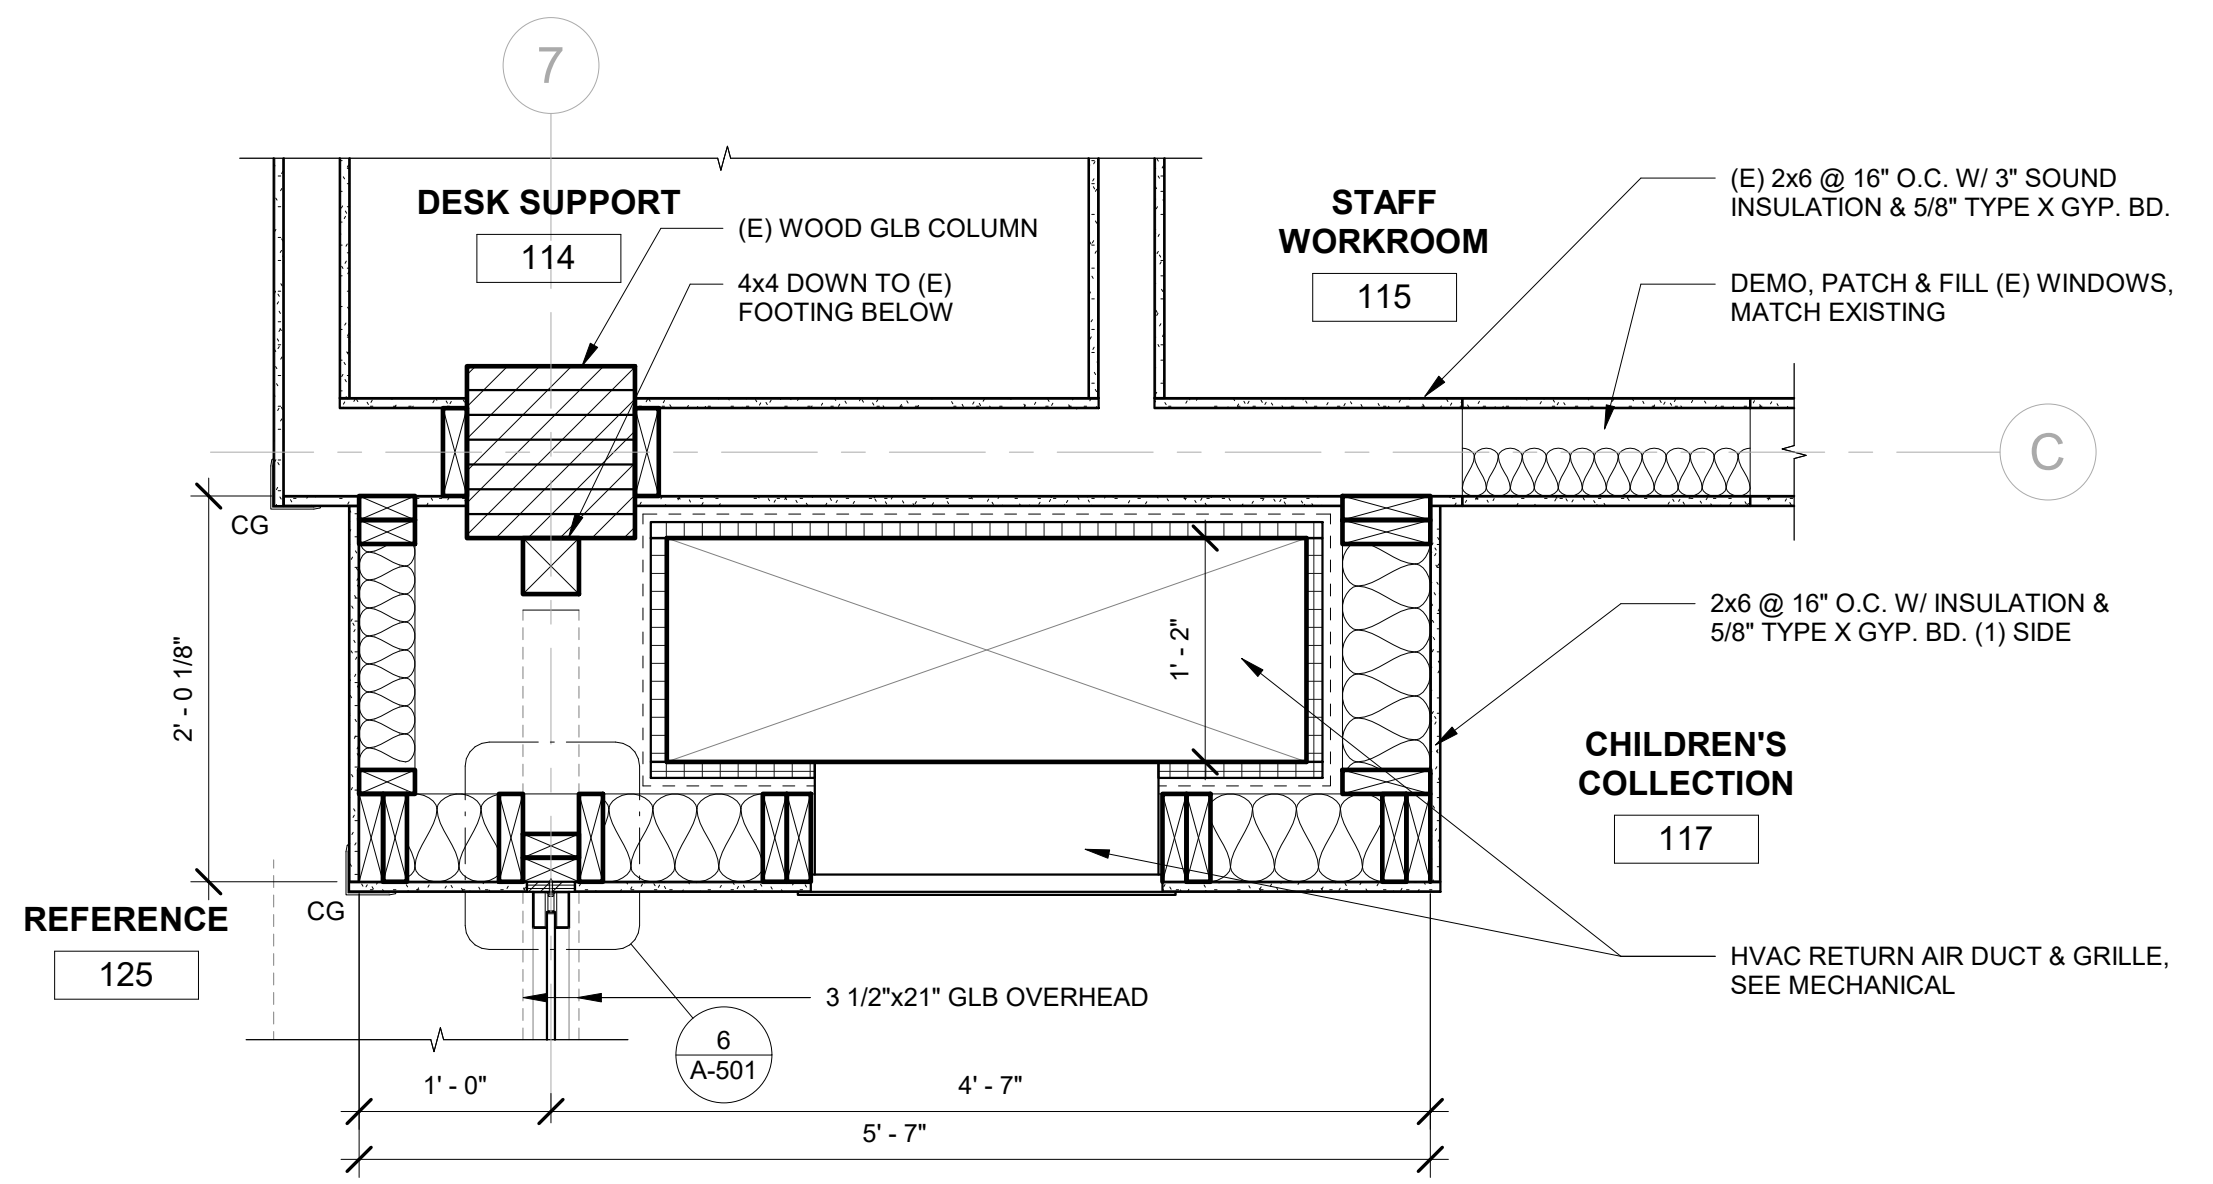 7
DESK SUPPORT
114
(E) WOOD GLB COLUMN
4x4 DOWN TO (E)
FOOTING BELOW
STAFF
WORKROOM
115
(E) 2x6 @ 16" O.C. W/ 3" SOUND
INSULATION & 5/8" TYPE X GYP. BD.
DEMO, PATCH & FILL (E) WINDOWS,
MATCH EXISTING
C
CG
2' - 0 1/8"
1' - 2"
2x6 @ 16" O.C. W/ INSULATION &
5/8" TYPE X GYP. BD. (1) SIDE
CHILDREN'S
COLLECTION
117
REFERENCE
125
CG
HVAC RETURN AIR DUCT & GRILLE,
SEE MECHANICAL
3 1/2"x21" GLB OVERHEAD
6
A-501
1' - 0"
4' - 7"
5' - 7"